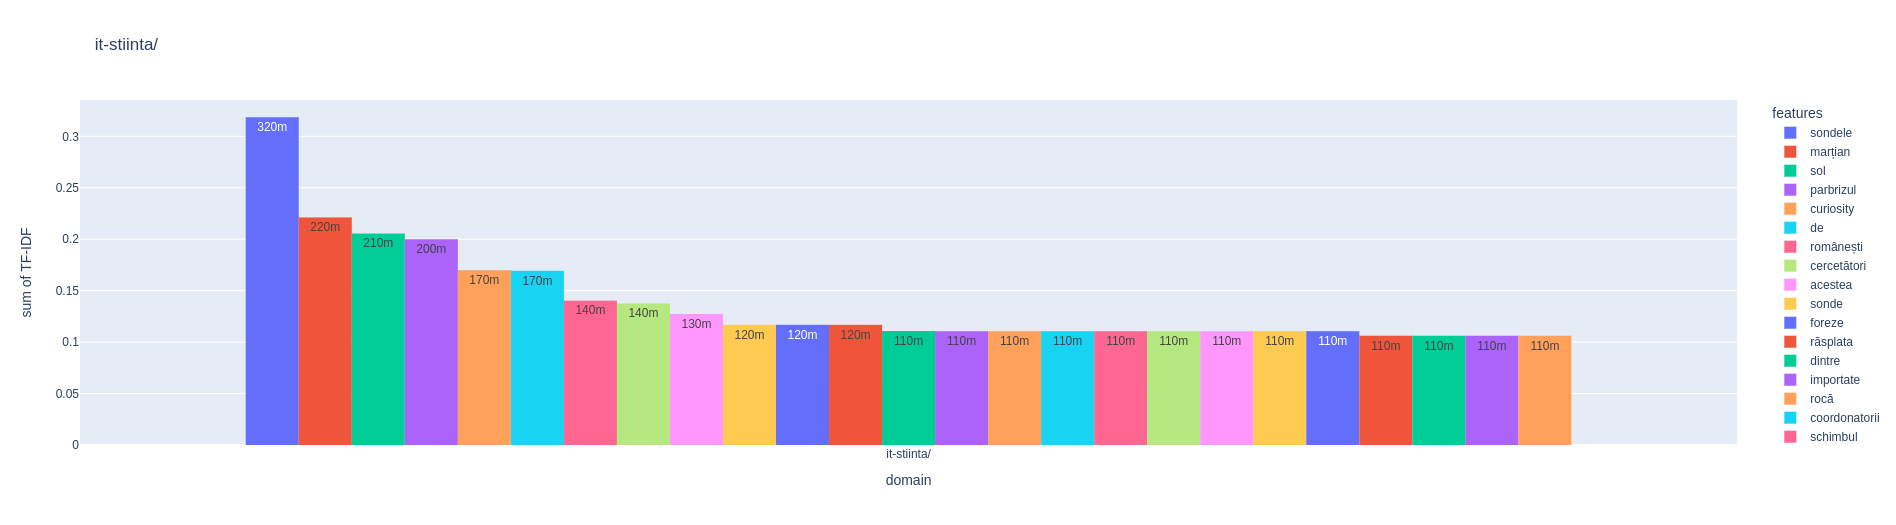 it-stiinta/
sum of TF-IDF
0.3
0.25
0.2
0.15
0.1
0.05
0
320m
220m
210m
200m
170m
170m
140m
140m
130m
120m
120m
120m
110m
110m
110m
110m
110m
110m
110m
110m
110m
110m
110m
110m
110m
it-stiinta/
domain
features
sondele
marțian
sol
parbrizul
curiosity
de
românești
cercetători
acestea
sonde
foreze
răsplata
dintre
importate
rocă
coordonatorii
schimbul